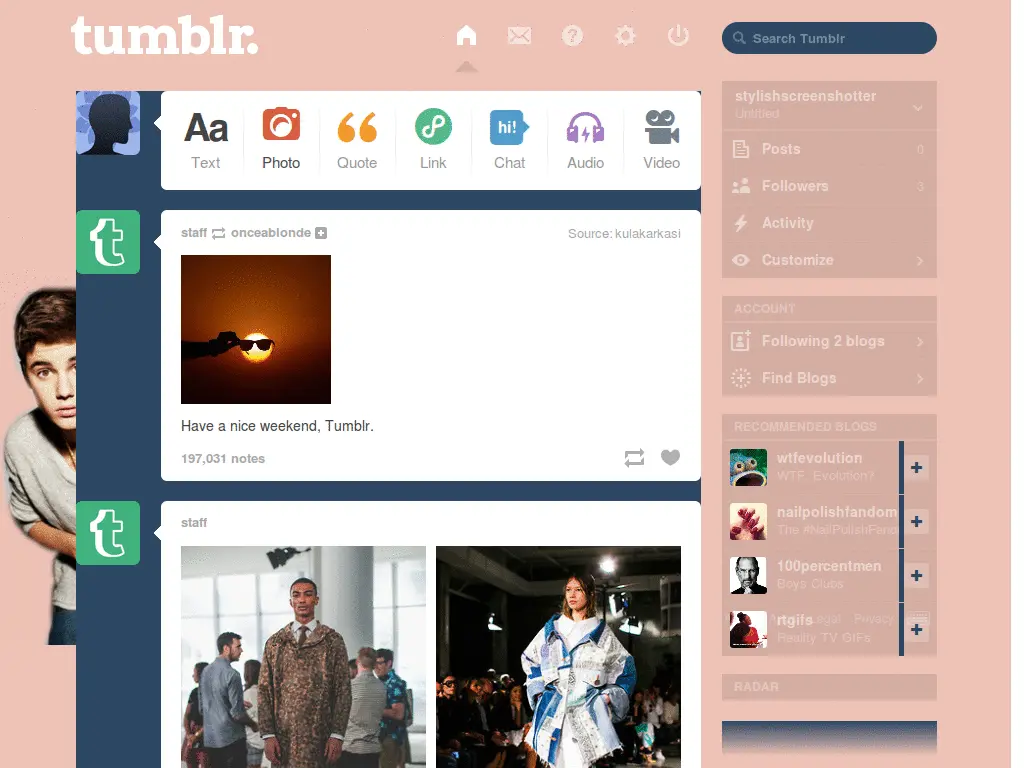 tumblr.
Search Tumblr
Aa
Text
Photo
Quote
Link
hi!
Chat
Audio
Video
staff onceablonde
Source: kulakarkasi
Have a nice weekend, Tumblr.
197,031 notes
staff
stylishscreenshotter
Untitled
Posts 0
Followers 3
Activity
Customize
ACCOUNT
Following 2 blogs
Find Blogs
RECOMMENDED BLOGS
wtfevolution
WTF, Evolution?
nailpolishfandom
The #NailPolishFand
100percentmen
Boys Clubs
rtgifs
Legal Privacy
Reality TV GIFs
RADAR